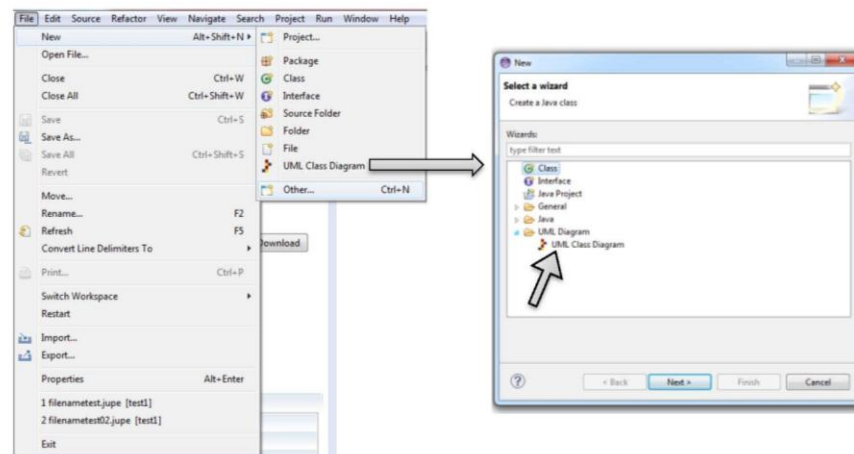 File Edit Source Refactor View Navigate Search Project Run Window Help
New Alt+Shift+N
Open File...
Close Ctrl+W
Close All Ctrl+Shift+W
Save Ctrl+S
Save As...
Save All Ctrl+Shift+S
Revert
Move...
Rename... F2
Refresh F5
Convert Line Delimiters To
Print... Ctrl+P
Switch Workspace
Restart
Import...
Export...
Properties Alt+Enter
1 filenametest.jupe [test1]
2 filenametest02.jupe [test1]
Exit
Project...
Package
Class
Interface
Source Folder
Folder
File
UML Class Diagram
Other... Ctrl+N
Download
New
Select a wizard
Create a Java class
Wizards:
type filter text
Class
Interface
Java Project
General
Java
UML Diagram
UML Class Diagram
? < Back Next > Finish Cancel